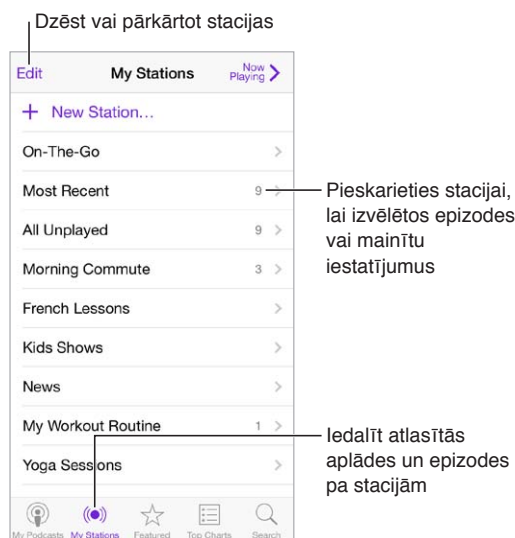 Dzēst vai pārkārtot stacijas
Edit
My Stations
Now
Playing
New Station...
On-The-Go
Most Recent 9
All Unplayed 9
Morning Commute 3
French Lessons
Kids Shows
News
My Workout Routine 1
Yoga Sessions
My Podcasts My Stations Featured Top Charts Search
Pieskarieties stacijai,
lai izvēlētos epizodes
vai mainītu
iestatījumus
Iedalīt atlasītās
aplādes un epizodes
pa stacijām